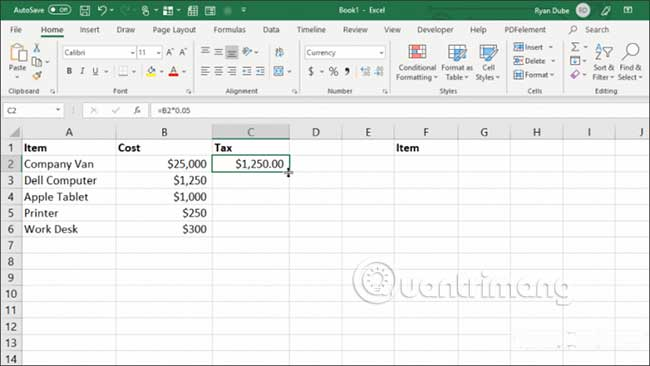 AutoSave Off Book1 - Excel Ryan Dube RD
File Home Insert Draw Page Layout Formulas Data Review View Help Power Pivot PDFelement
Paste Calibri 11 A A Currency Conditional Formatting Format as Table Cell Styles Insert Delete Format Sort & Filter Find & Select
B I U $ % ,
Clipboard Font Alignment Number Styles Cells Editing
C2 fx =B2*0.05
A B C D E F G H I J
1 Item Cost Tax Item
2 Company Van $25,000 $1,250.00
3 Dell Computer $1,250
4 Apple Tablet $1,000
5 Printer $250
6 Work Desk $300
7
8
9
10
11
12
13
14
Quantrimang